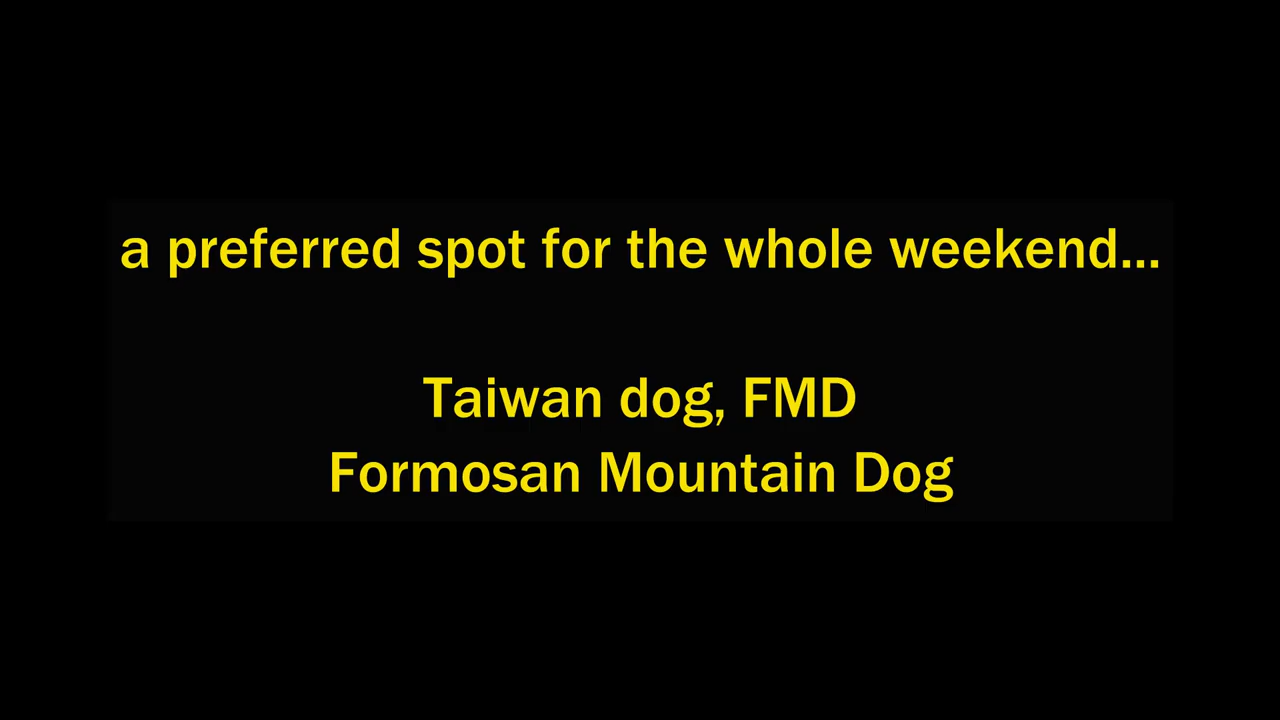 a preferred spot for the whole weekend...
Taiwan dog, FMD
Formosan Mountain Dog